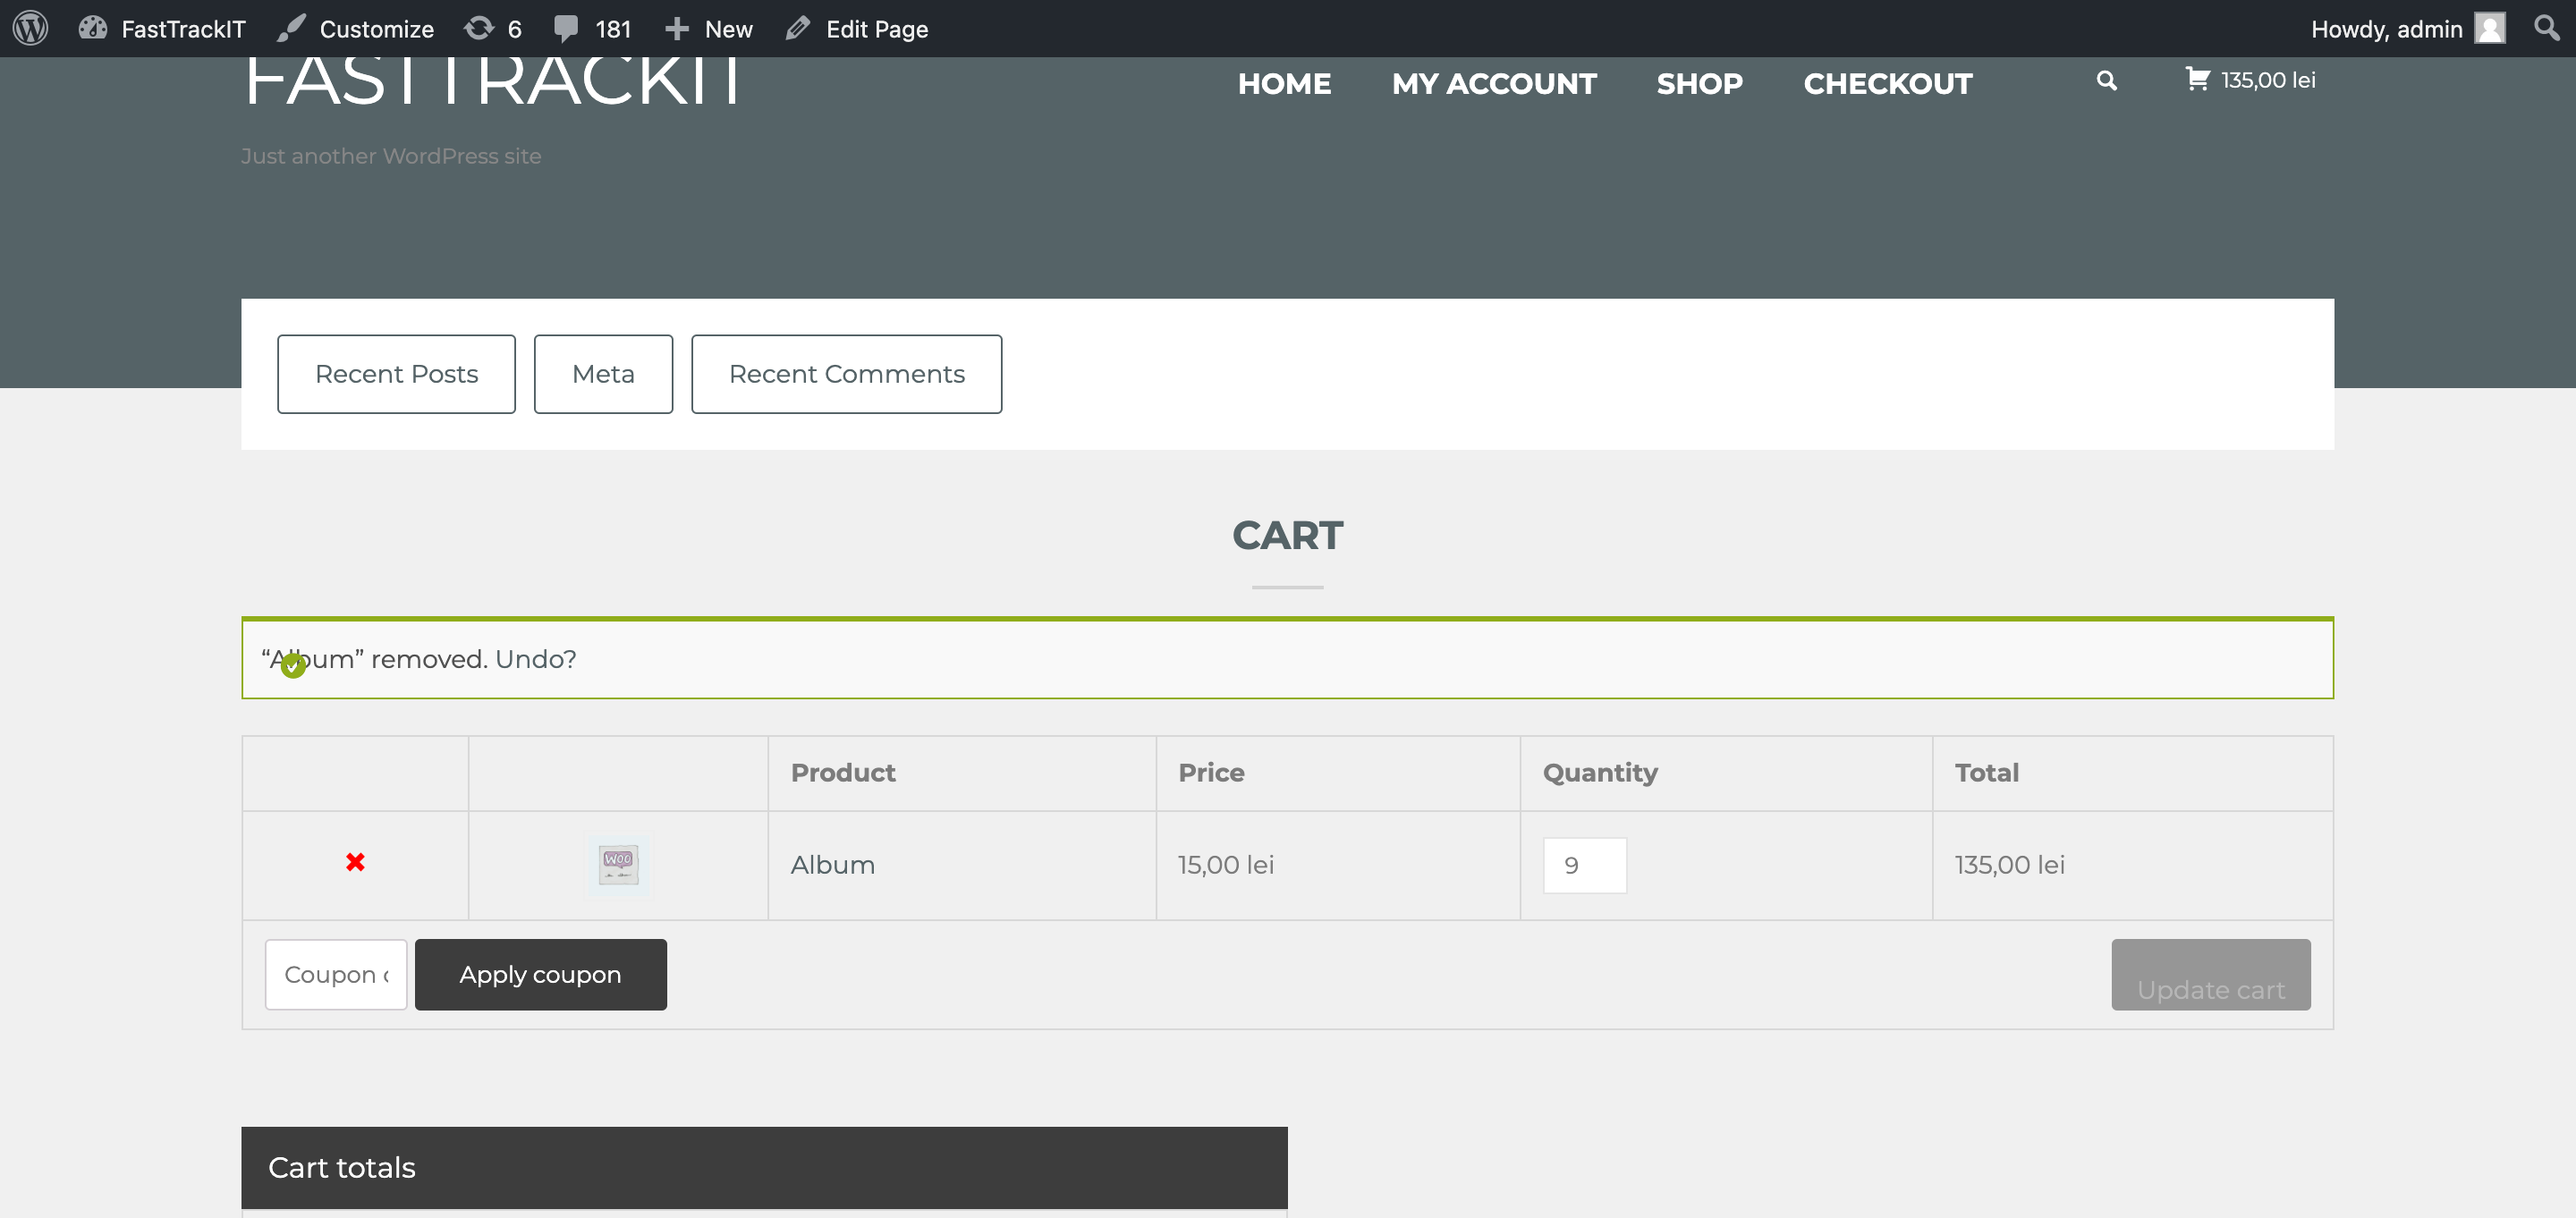 FastTrackIT Customize 6 181 New Edit Page Howdy, admin
FASTTRACKIT HOME MY ACCOUNT SHOP CHECKOUT 135,00 lei
Just another WordPress site
Recent Posts Meta Recent Comments
CART
“Album” removed. Undo?
Product Price Quantity Total
WOO
Album 15,00 lei 9 135,00 lei
Coupon c Apply coupon Update cart
Cart totals